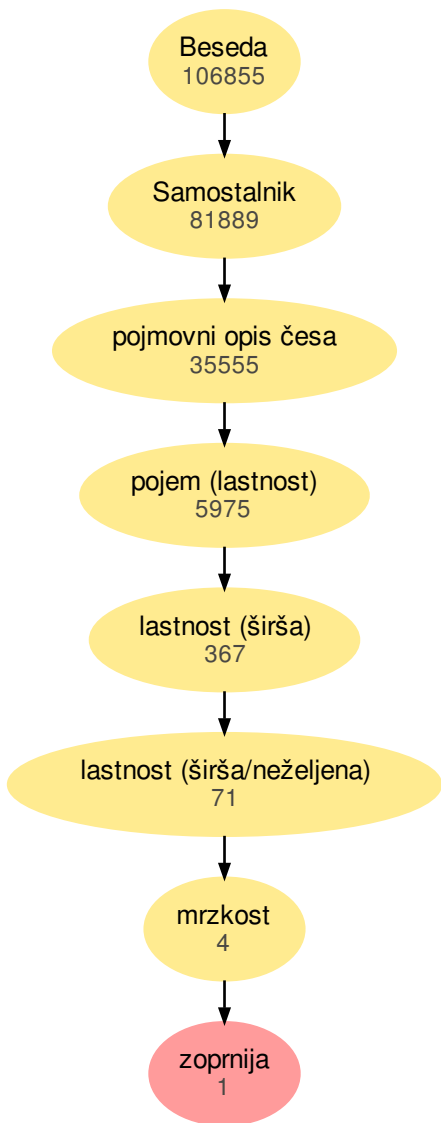 Beseda
106855
Samostalnik
81889
pojmovni opis česa
35555
pojem (lastnost)
5975
lastnost (širša)
367
lastnost (širša/neželjena)
71
mrzkost
4
zoprnija
1